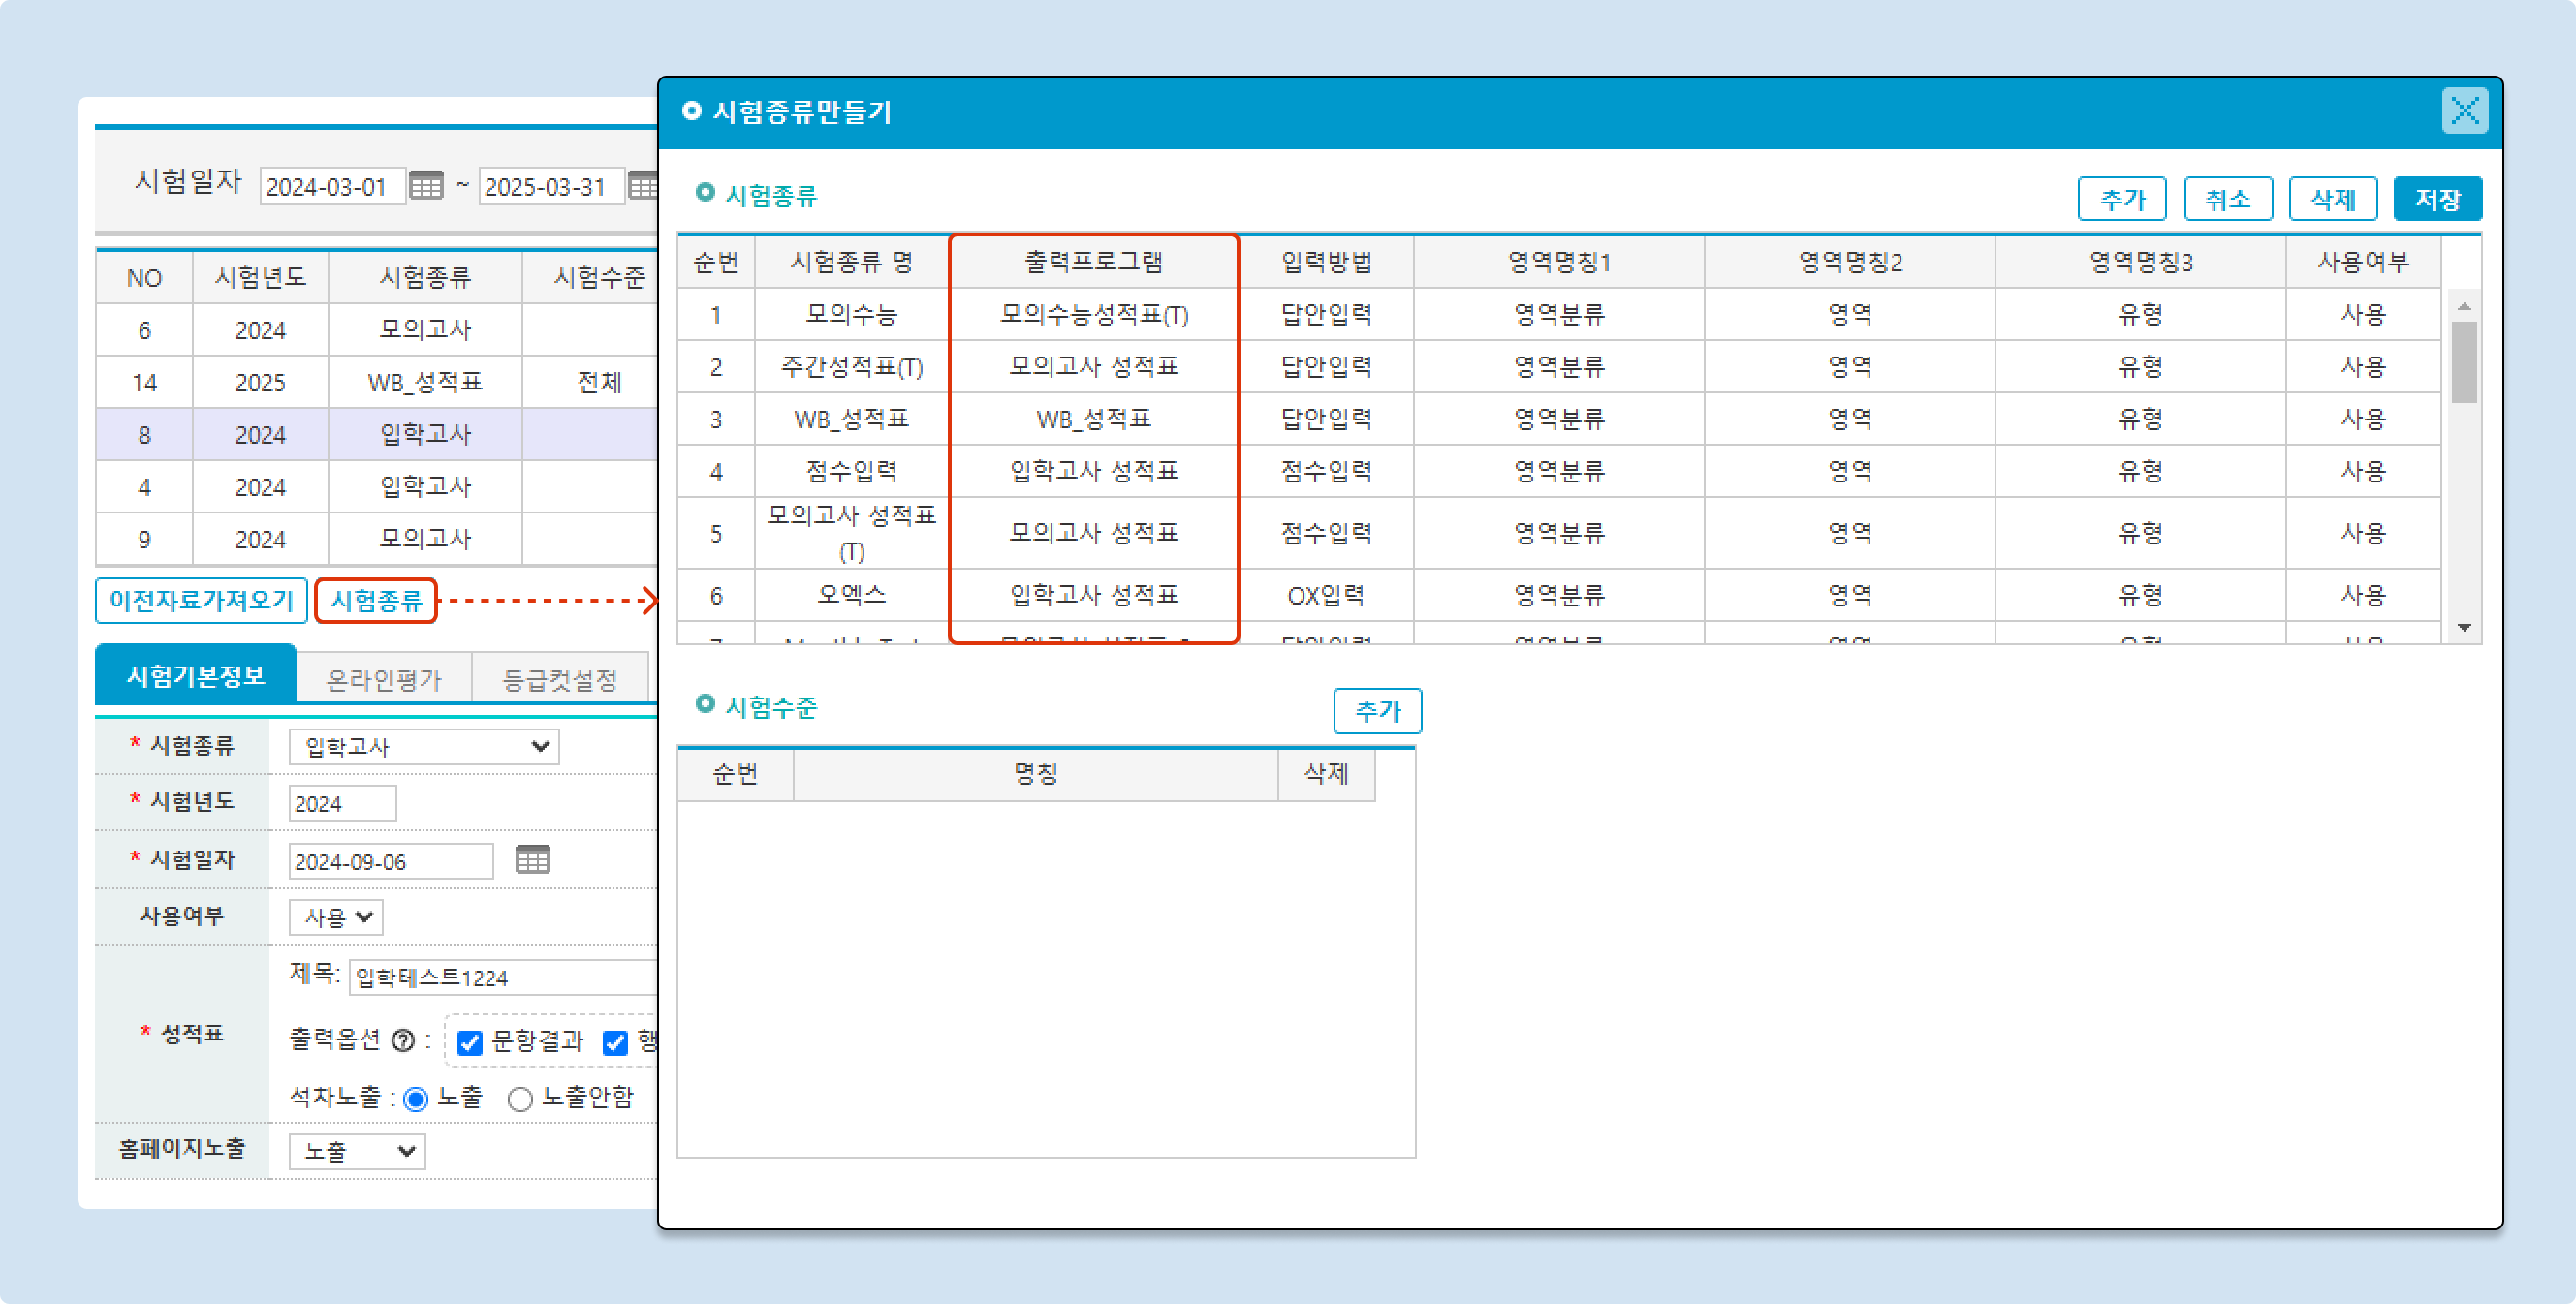 시험일자 2024-03-01 ~ 2025-03-31
NO 시험년도 시험종류 시험수준
6 2024 모의고사
14 2025 WB_성적표 전체
8 2024 입학고사
4 2024 입학고사
9 2024 모의고사
이전자료가져오기 시험종류
시험기본정보 온라인평가 등급컷설정
* 시험종류 입학고사
* 시험년도 2024
* 시험일자 2024-09-06
사용여부 사용
* 성적표
제목: 입학테스트1224
출력옵션 ? : 문항결과 행
석차노출 : 노출 노출안함
홈페이지노출 노출
시험종류만들기
시험종류 추가 취소 삭제 저장
순번 시험종류 명 출력프로그램 입력방법 영역명칭1 영역명칭2 영역명칭3 사용여부
1 모의수능 모의수능성적표(T) 답안입력 영역분류 영역 유형 사용
2 주간성적표(T) 모의고사 성적표 답안입력 영역분류 영역 유형 사용
3 WB_성적표 WB_성적표 답안입력 영역분류 영역 유형 사용
4 점수입력 입학고사 성적표 점수입력 영역분류 영역 유형 사용
5 모의고사 성적표 (T) 모의고사 성적표 점수입력 영역분류 영역 유형 사용
6 오엑스 입학고사 성적표 OX입력 영역분류 영역 유형 사용
시험수준 추가
순번 명칭 삭제